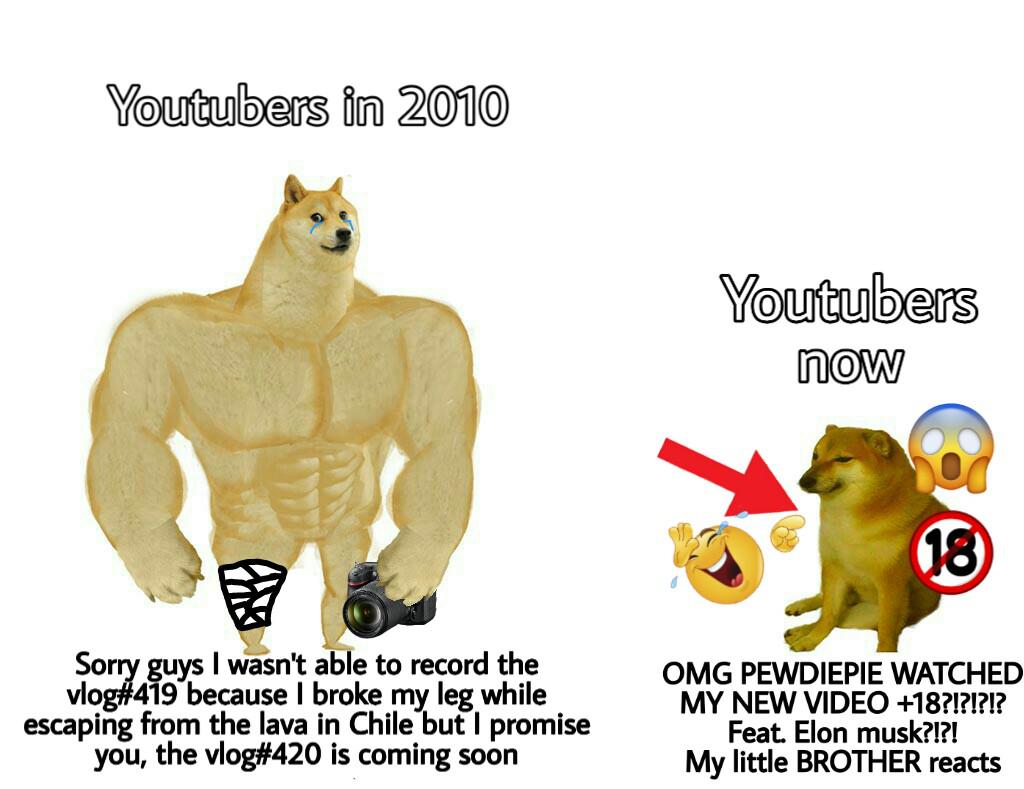 Youtubers in 2010
Youtubers
now
18
Sorry guys I wasn't able to record the
vlog#419 because I broke my leg while
escaping from the lava in Chile but I promise
you, the vlog#420 is coming soon
OMG PEWDIEPIE WATCHED
MY NEW VIDEO +18?!?!?!?
Feat. Elon musk?!?!
My little BROTHER reacts